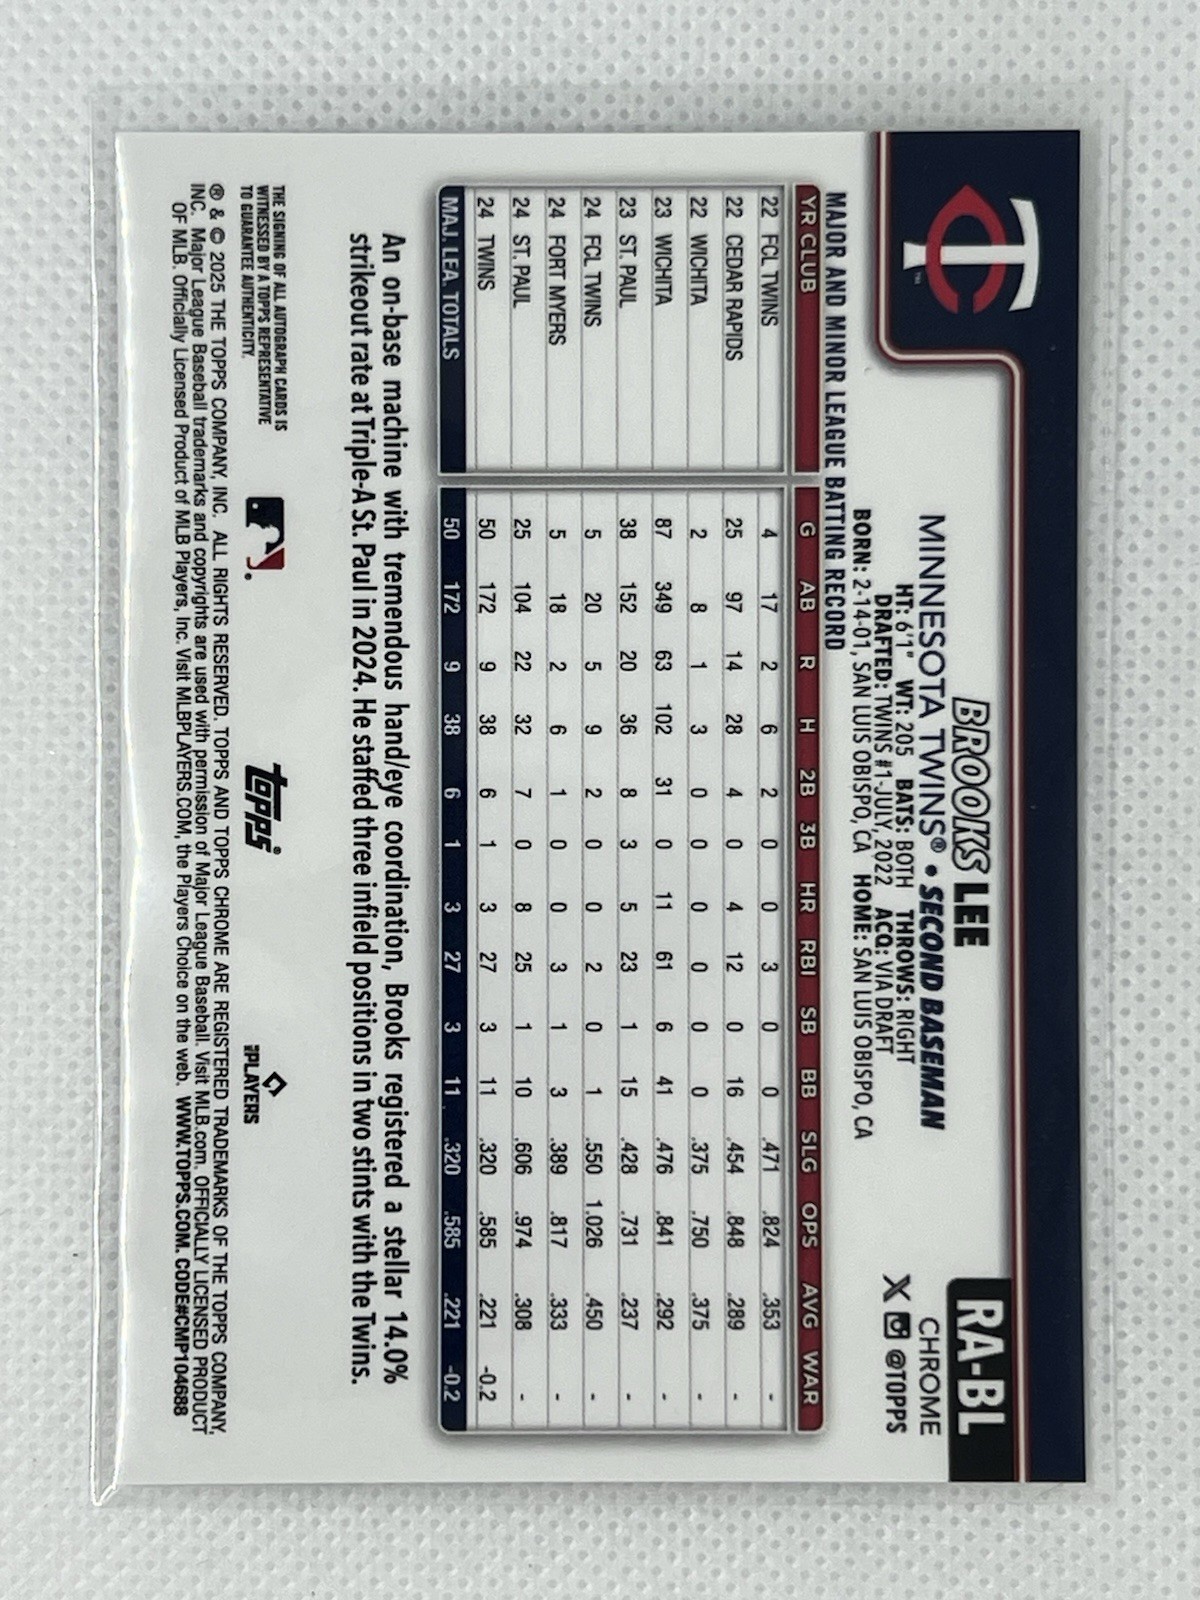 TC™
BROOKS LEE
MINNESOTA TWINS® • SECOND BASEMAN
HT: 6'1" WT: 205 BATS: BOTH THROWS: RIGHT
DRAFTED: TWINS #1-JULY, 2022 ACQ: VIA DRAFT
BORN: 2-14-01, SAN LUIS OBISPO, CA HOME: SAN LUIS OBISPO, CA
RA-BL
CHROME
X @TOPPS
MAJOR AND MINOR LEAGUE BATTING RECORD
YR CLUB G AB R H 2B 3B HR RBI SB BB SLG OPS AVG WAR
22 FCL TWINS 4 17 2 6 2 0 0 3 0 0 .471 .824 .353 -
22 CEDAR RAPIDS 25 97 14 28 4 0 4 12 0 16 .454 .848 .289 -
22 WICHITA 2 8 1 3 0 0 0 0 0 0 .375 .750 .375 -
23 WICHITA 87 349 63 102 31 0 11 61 6 41 .476 .841 .292 -
23 ST. PAUL 38 152 20 36 8 3 5 23 1 15 .428 .731 .237 -
24 FCL TWINS 5 20 5 9 2 0 0 2 0 1 .550 1.026 .450 -
24 FORT MYERS 5 18 2 6 1 0 0 3 1 3 .389 .817 .333 -
24 ST. PAUL 25 104 22 32 7 0 8 25 1 10 .606 .974 .308 -
24 TWINS 50 172 9 38 6 1 3 27 3 11 .320 .585 .221 -0.2
MAJ. LEA. TOTALS 50 172 9 38 6 1 3 27 3 11 .320 .585 .221 -0.2
An on-base machine with tremendous hand/eye coordination, Brooks registered a stellar 14.0%
strikeout rate at Triple-A St. Paul in 2024. He staffed three infield positions in two stints with the Twins.
THE SIGNING OF ALL AUTOGRAPH CARDS IS
WITNESSED BY A TOPPS REPRESENTATIVE
TO GUARANTEE AUTHENTICITY.
topps®
MLB PLAYERS
® & © 2025 THE TOPPS COMPANY, INC. ALL RIGHTS RESERVED. TOPPS AND TOPPS CHROME ARE REGISTERED TRADEMARKS OF THE TOPPS COMPANY,
INC. Major League Baseball trademarks and copyrights are used with permission of Major League Baseball. Visit MLB.com. OFFICIALLY LICENSED PRODUCT
OF MLB. Officially Licensed Product of MLB Players, Inc. Visit MLBPLAYERS.COM, the Players Choice on the web. WWW.TOPPS.COM. CODE#CMP104688